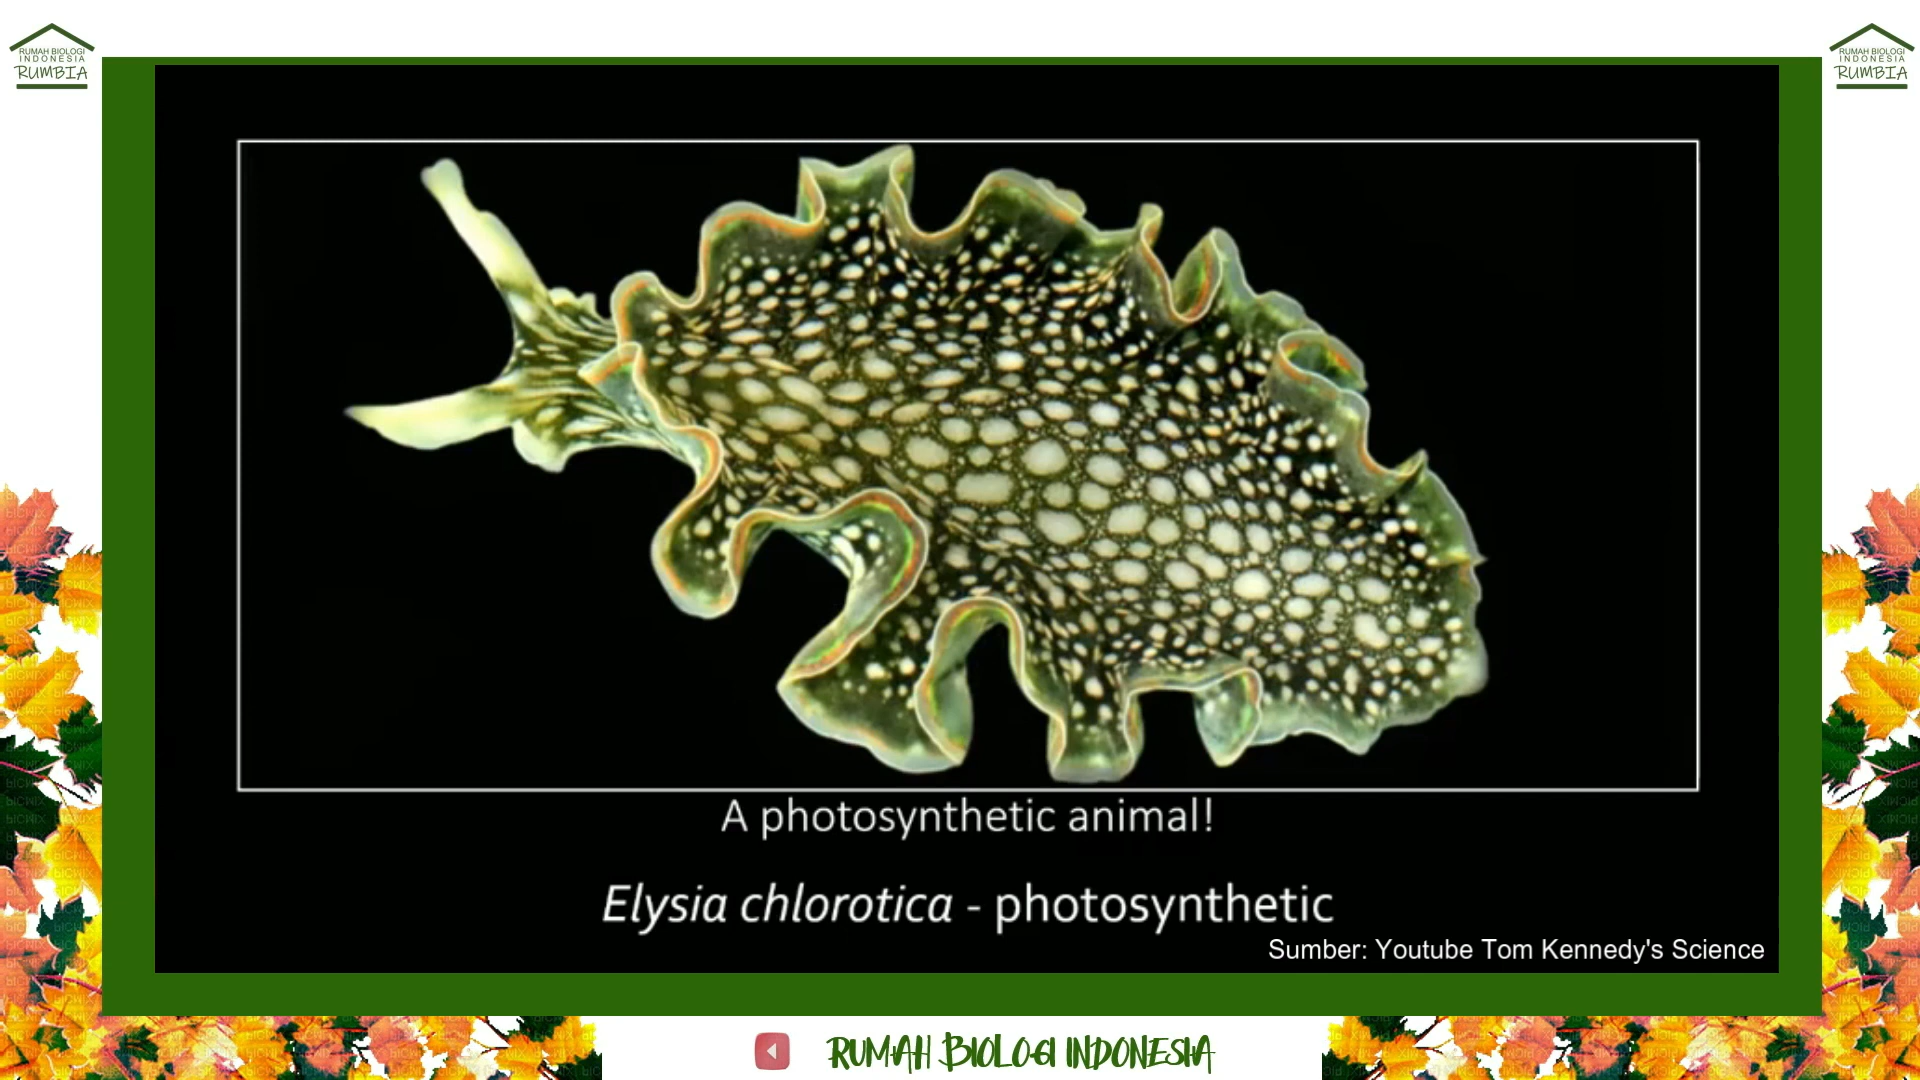 RUMAH BIOLOGI
INDONESIA
RUMBIA
RUMAH BIOLOGI
INDONESIA
RUMBIA
A photosynthetic animal!
Elysia chlorotica - photosynthetic
Sumber: Youtube Tom Kennedy's Science
RUMAH BIOLOGI INDONESIA